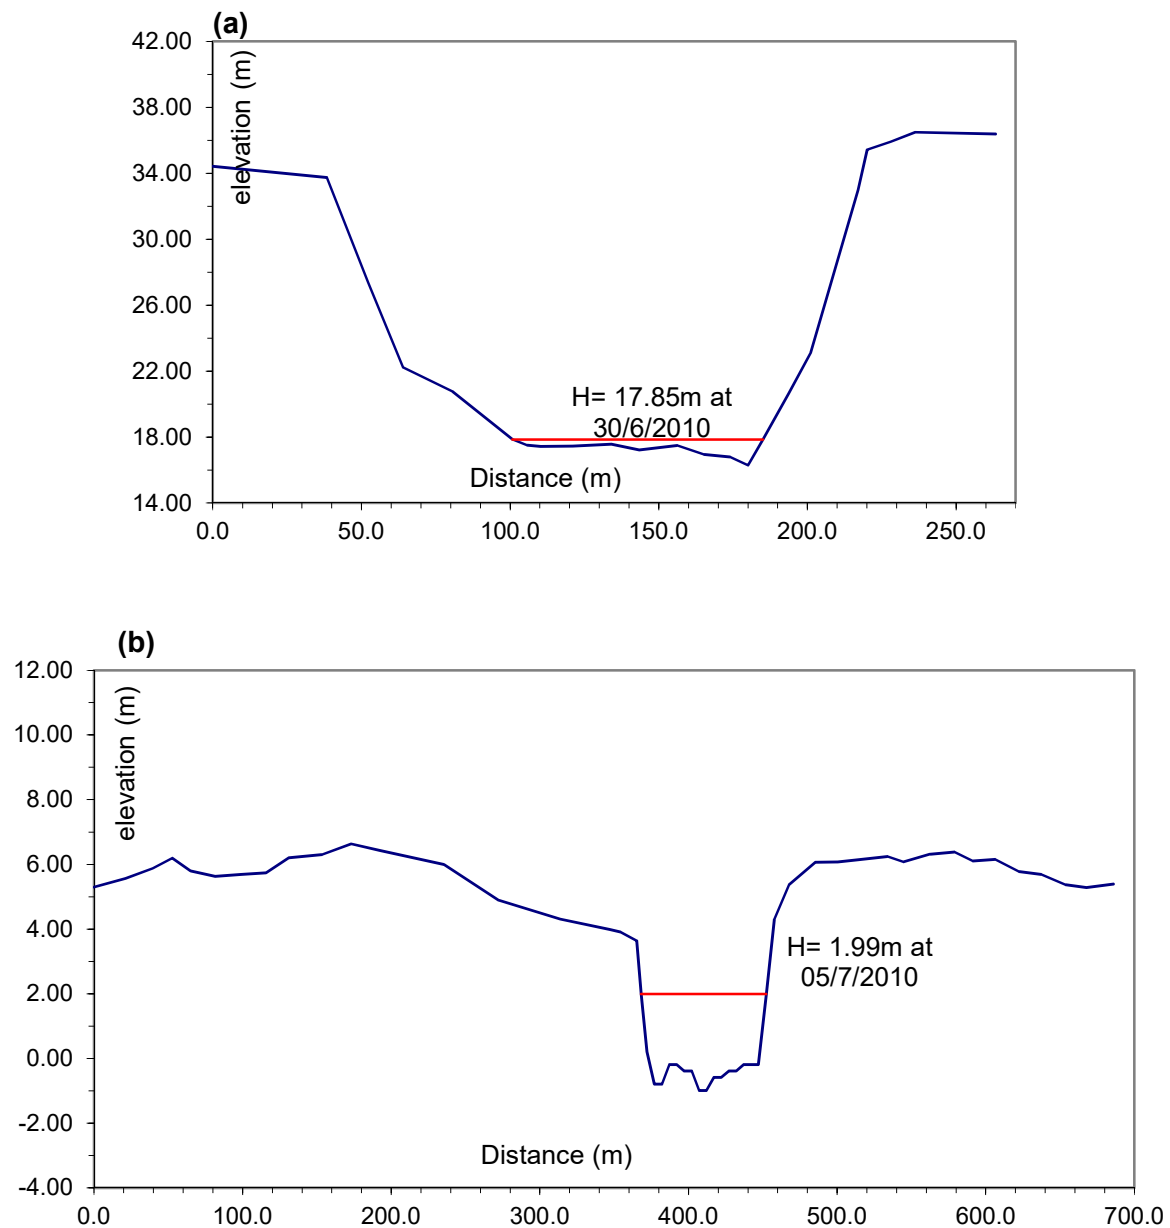 (a)
42.00
38.00
34.00
30.00
26.00
22.00
18.00
14.00
elevation (m)
H= 17.85m at
30/6/2010
Distance (m)
0.0 50.0 100.0 150.0 200.0 250.0
(b)
12.00
10.00
8.00
6.00
4.00
2.00
0.00
-2.00
-4.00
elevation (m)
H= 1.99m at
05/7/2010
Distance (m)
0.0 100.0 200.0 300.0 400.0 500.0 600.0 700.0